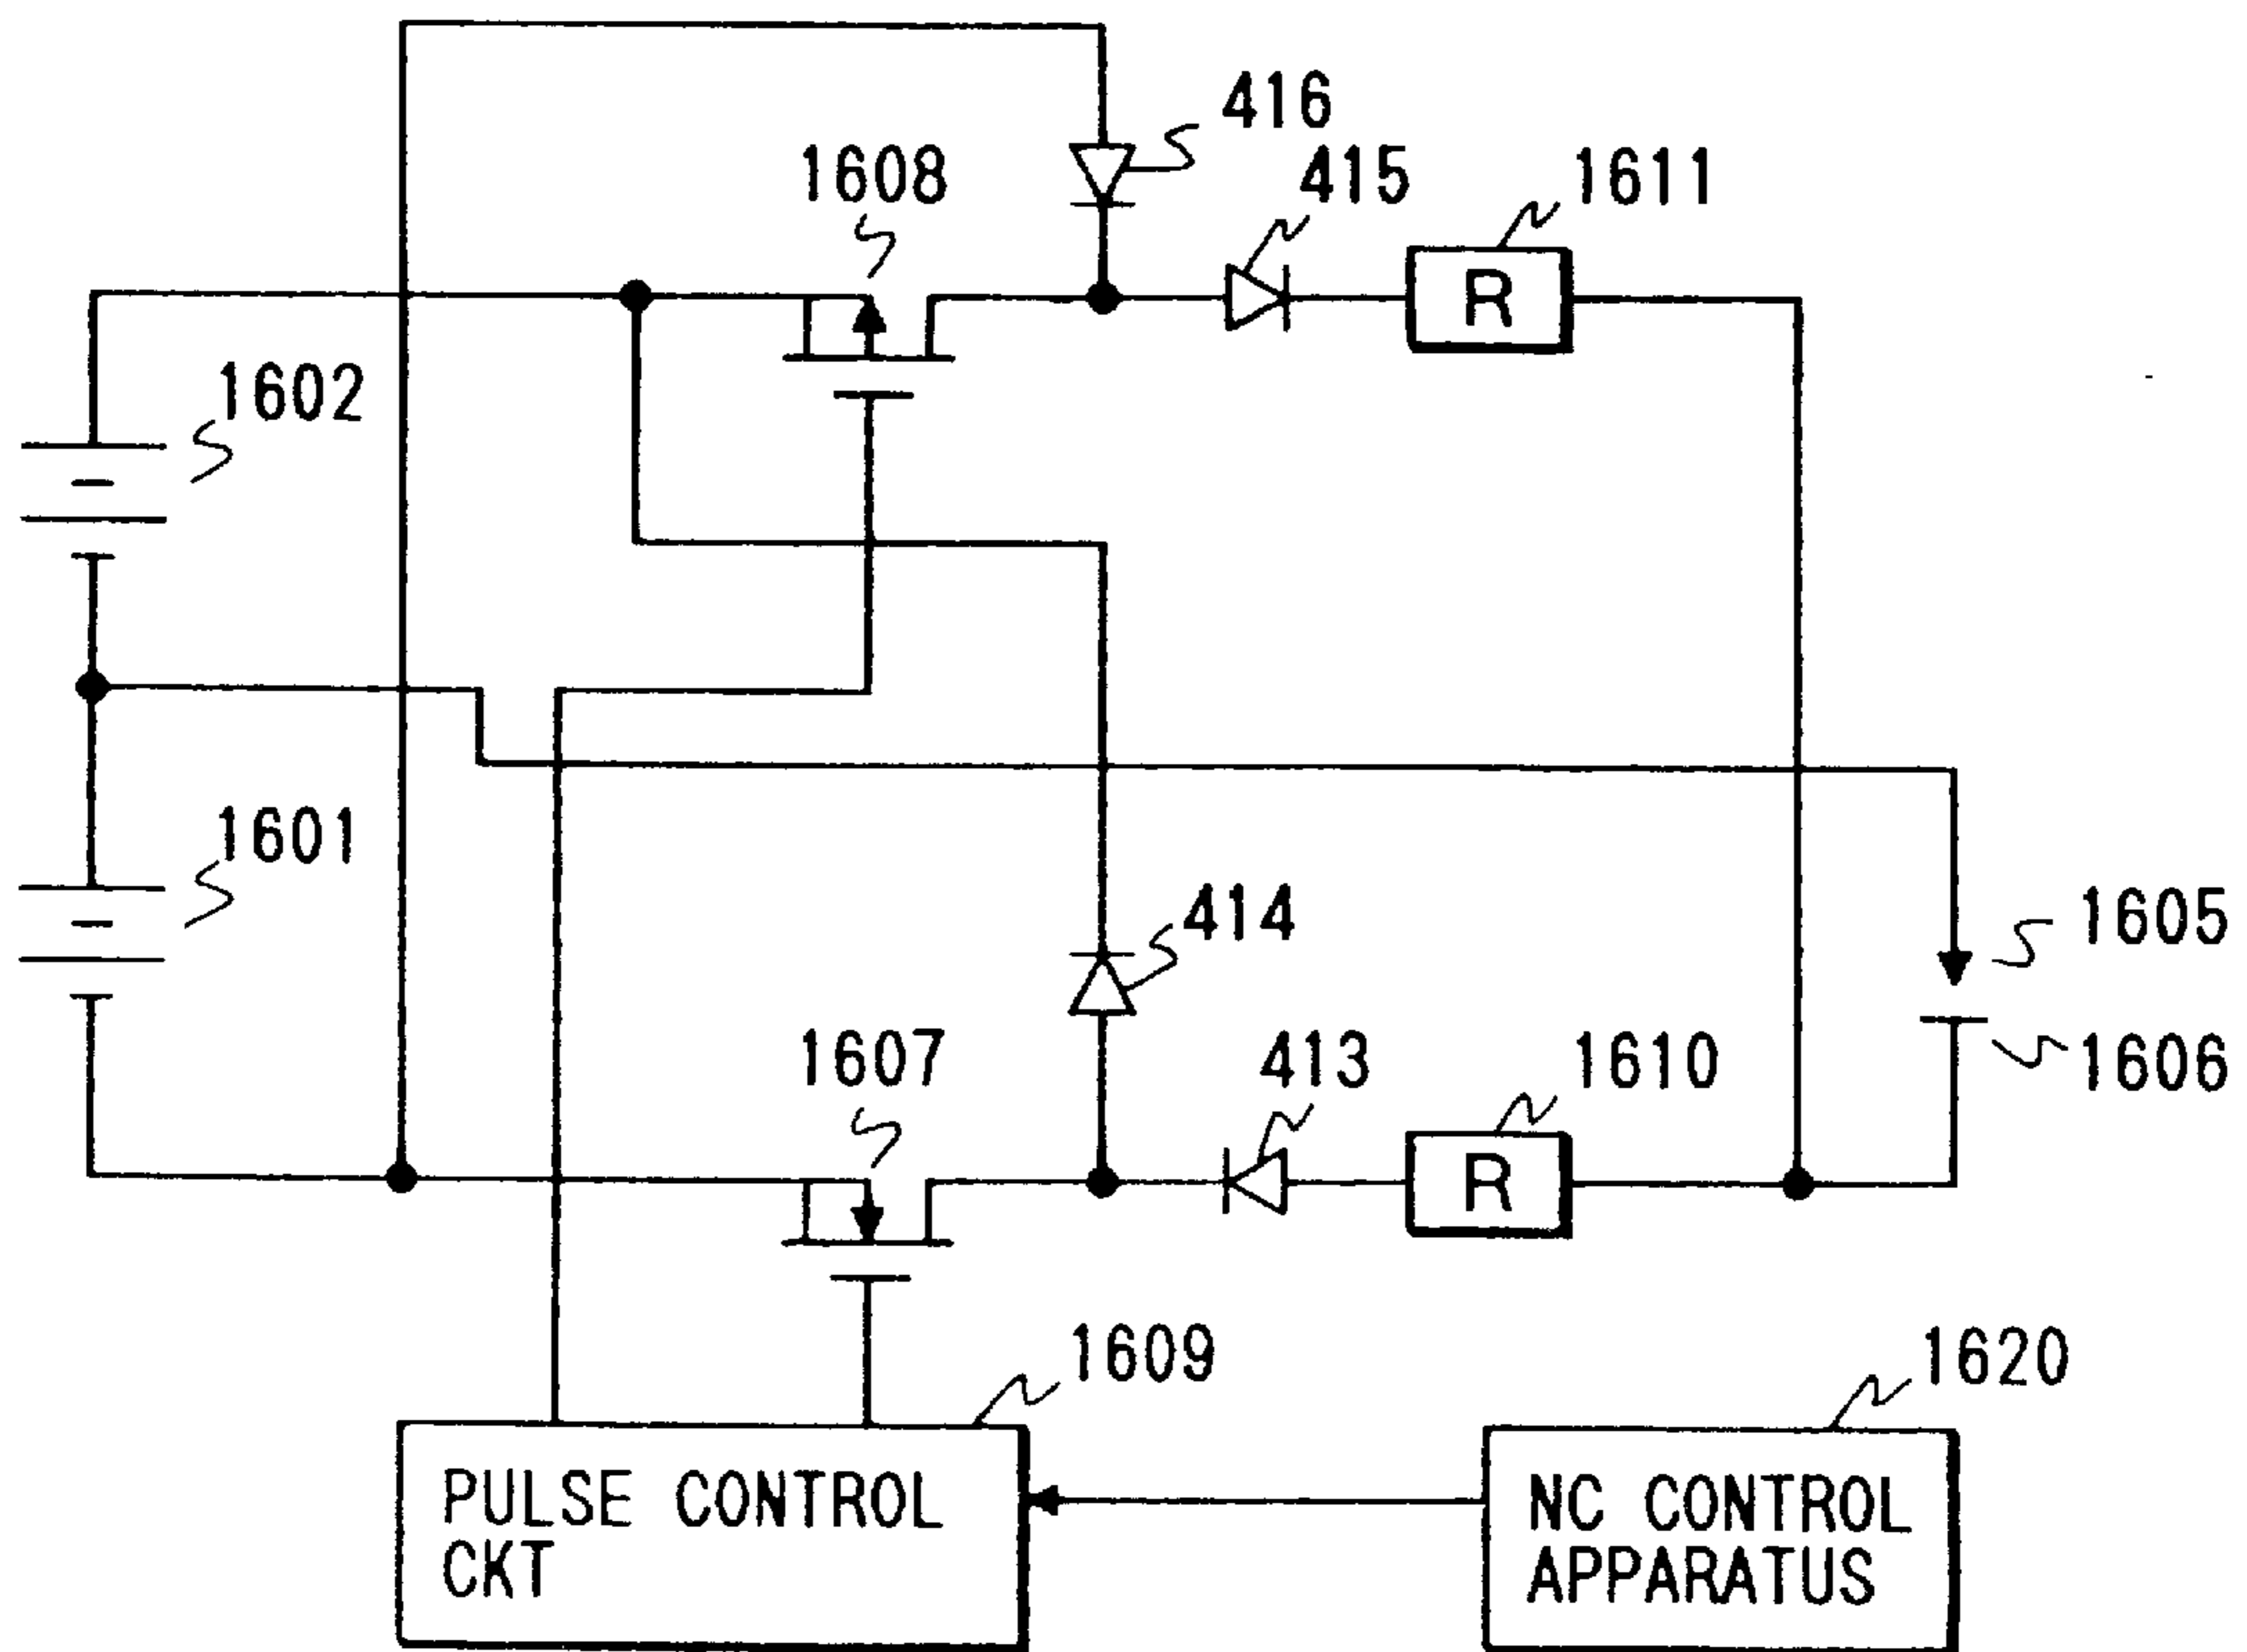 416
1608
415
1611
R
1602
1601
414
1605
1607
413
1610
1606
R
1609
1620
PULSE CONTROL
CKT
NC CONTROL
APPARATUS